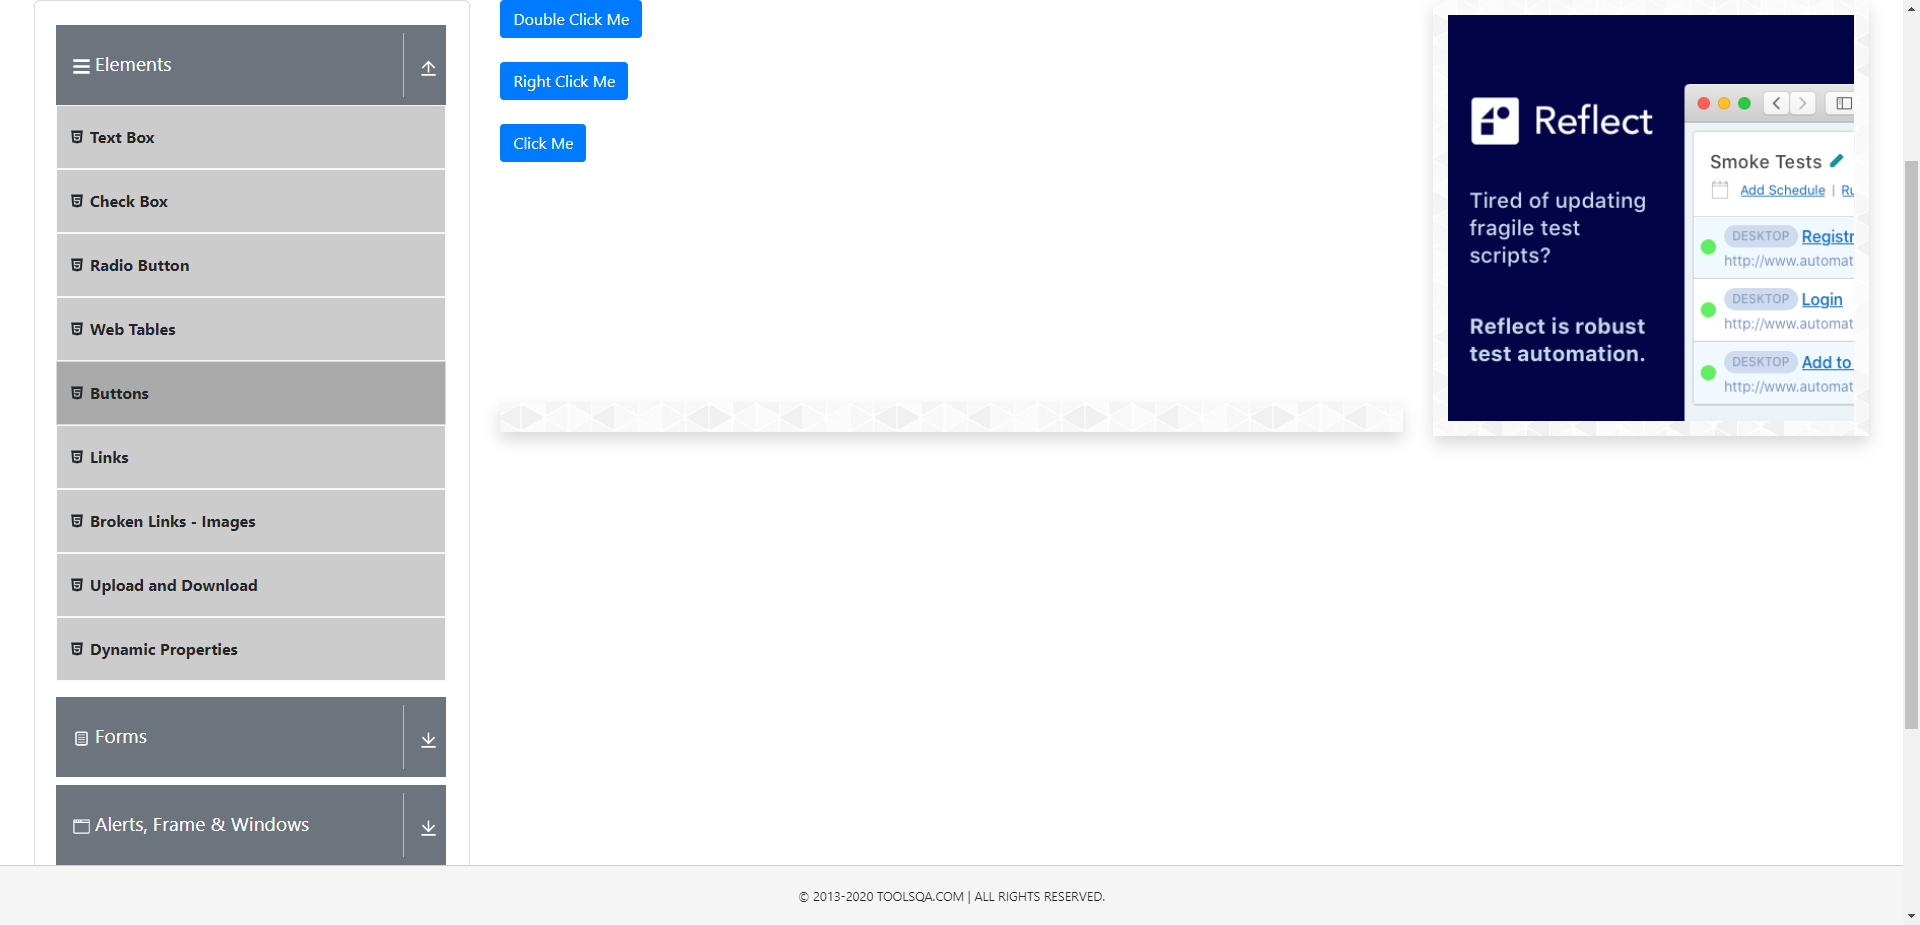 Elements
Text Box
Check Box
Radio Button
Web Tables
Buttons
Links
Broken Links - Images
Upload and Download
Dynamic Properties
Forms
Alerts, Frame & Windows
Double Click Me
Right Click Me
Click Me
Reflect
Tired of updating
fragile test
scripts?
Reflect is robust
test automation.
Smoke Tests
Add Schedule | Ru
DESKTOP Registr
http://www.automat
DESKTOP Login
http://www.automat
DESKTOP Add to
http://www.automat
© 2013-2020 TOOLSQA.COM | ALL RIGHTS RESERVED.